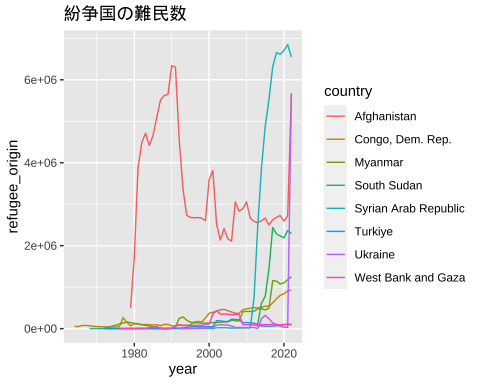 紛争国の難民数
6e+06
4e+06
2e+06
0e+00
refugee_origin
1980
2000
2020
year
country
Afghanistan
Congo, Dem. Rep.
Myanmar
South Sudan
Syrian Arab Republic
Turkiye
Ukraine
West Bank and Gaza